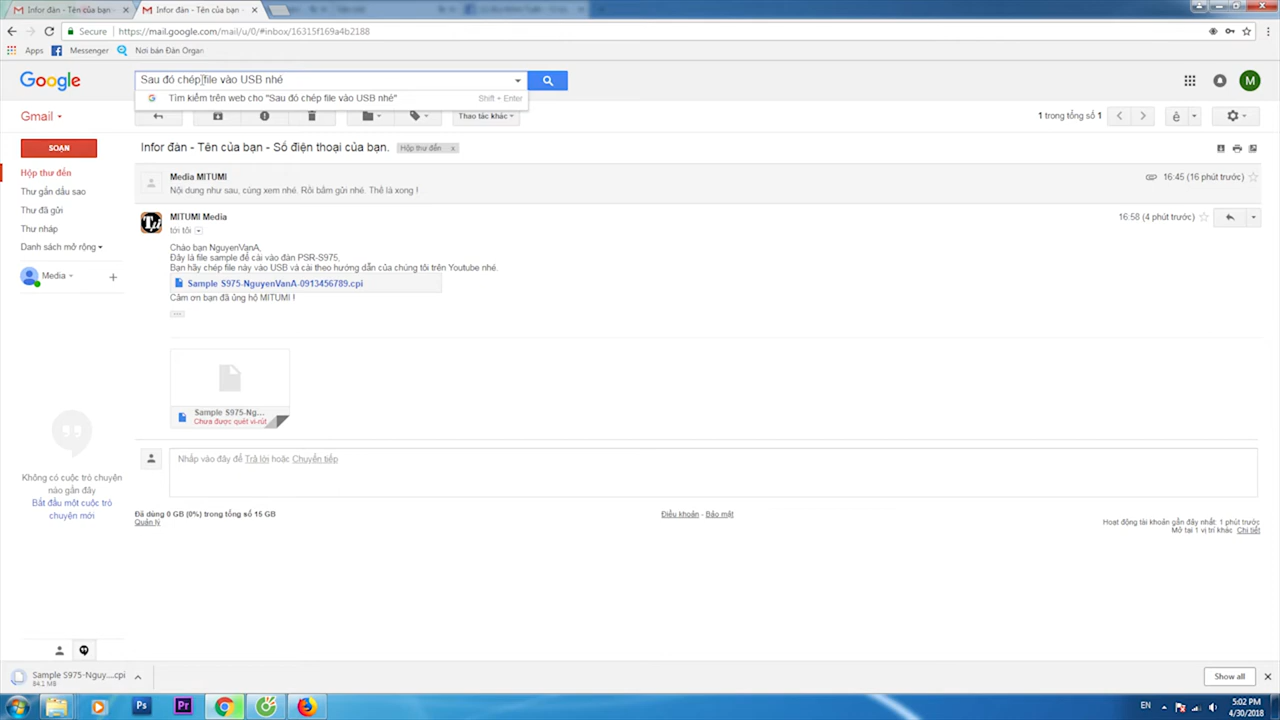 Infor đàn - Tên của bạn - S
Infor đàn - Tên của bạn - S
Secure
https://mail.google.com/mail/u/0/#inbox/16315f169a4b2188
Apps
Messenger
Nơi bán Đàn Organ
Google
Sau đó chép file vào USB nhé
G Tìm kiếm trên web cho "Sau đó chép file vào USB nhé" Shift + Enter
M
Gmail
Thao tác khác
1 trong tổng số 1
SOẠN
Infor đàn - Tên của bạn - Số điện thoại của bạn.
Hộp thư đến x
Hộp thư đến
Thư gắn dấu sao
Thư đã gửi
Thư nháp
Danh sách mở rộng
Media
Media MITUMI
16:45 (16 phút trước)
Nội dung như sau, cùng xem nhé. Rồi bấm gửi nhé. Thế là xong !
MITUMI Media
16:58 (4 phút trước)
tới tôi
Chào bạn NguyenVanA,
Đây là file sample để cài vào đàn PSR-S975,
Bạn hãy chép file này vào USB và cài theo hướng dẫn của chúng tôi trên Youtube nhé.
Sample S975-NguyenVanA-0913456789.cpi
Cảm ơn bạn đã ủng hộ MITUMI !
Sample S975-Ng...
Chưa được quét vi-rút
Nhấp vào đây để Trả lời hoặc Chuyển tiếp
Không có cuộc trò chuyện
nào gần đây
Bắt đầu một cuộc trò
chuyện mới
Đã dùng 0 GB (0%) trong tổng số 15 GB
Quản lý
Điều khoản - Bảo mật
Hoạt động tài khoản gần đây nhất: 1 phút trước
Mở tại 1 vị trí khác Chi tiết
Sample S975-Nguy....cpi
84.1 MB
Show all
Ps
Pr
EN
5:02 PM
4/30/2018